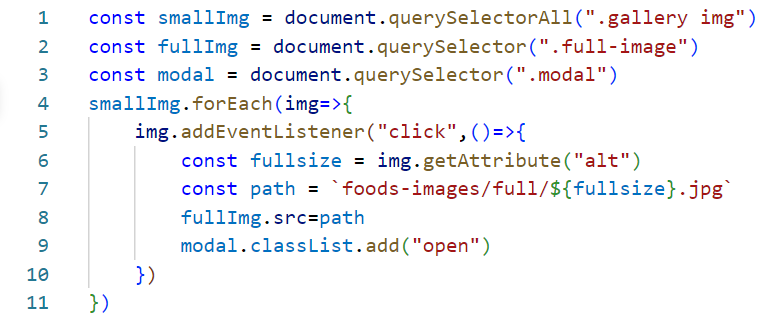 1 const smallImg = document.querySelectorAll(".gallery img")
2 const fullImg = document.querySelector(".full-image")
3 const modal = document.querySelector(".modal")
4 smallImg.forEach(img=>{
5     img.addEventListener("click",()=>{
6         const fullsize = img.getAttribute("alt")
7         const path = `foods-images/full/${fullsize}.jpg`
8         fullImg.src=path
9         modal.classList.add("open")
10     })
11 })